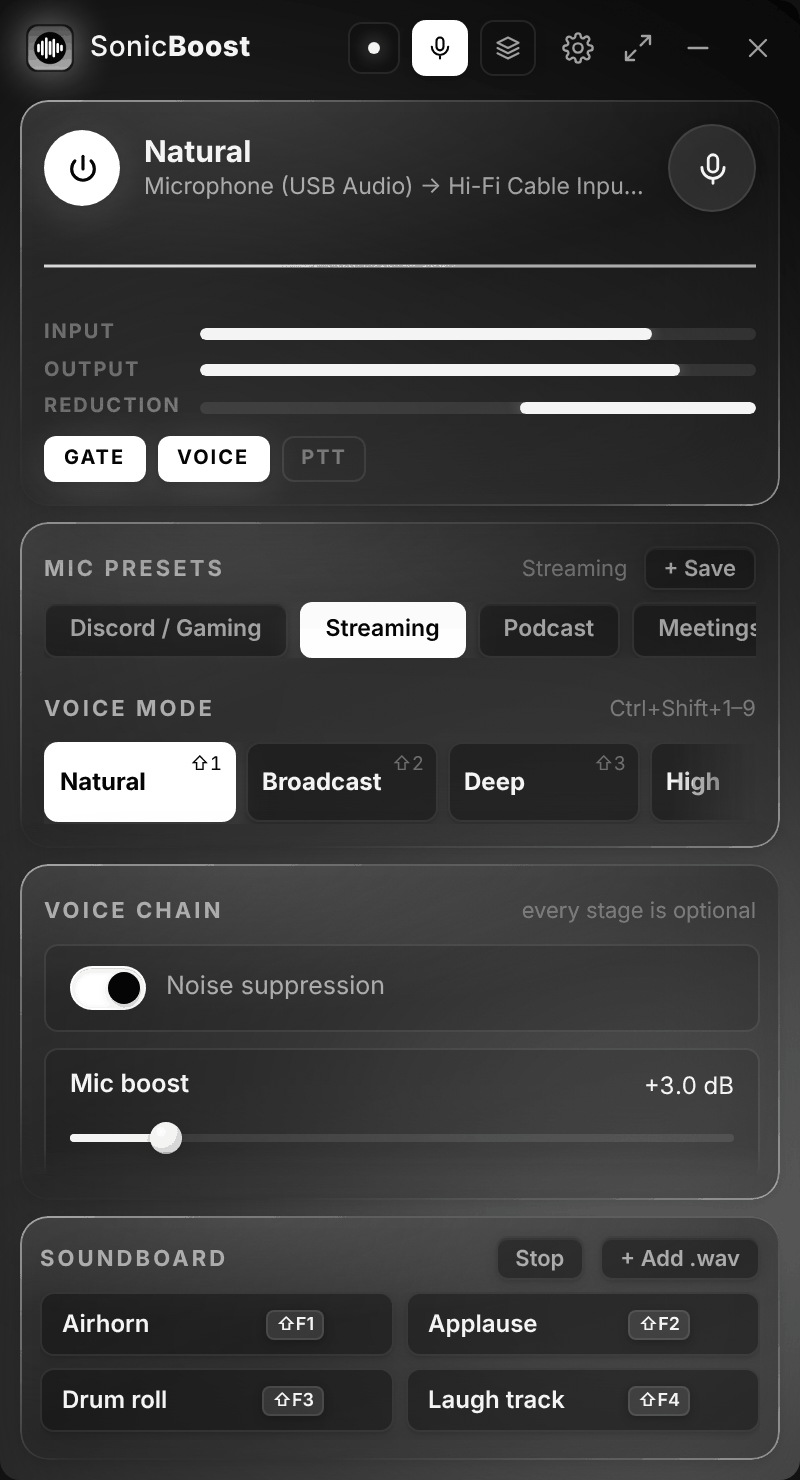 SonicBoost
Natural
Microphone (USB Audio) → Hi-Fi Cable Inpu...
INPUT
OUTPUT
REDUCTION
GATE VOICE PTT
MIC PRESETS Streaming + Save
Discord / Gaming Streaming Podcast Meetings
VOICE MODE Ctrl+Shift+1–9
Natural ⇧1 Broadcast ⇧2 Deep ⇧3 High
VOICE CHAIN every stage is optional
Noise suppression
Mic boost +3.0 dB
SOUNDBOARD Stop + Add .wav
Airhorn ⇧F1 Applause ⇧F2
Drum roll ⇧F3 Laugh track ⇧F4